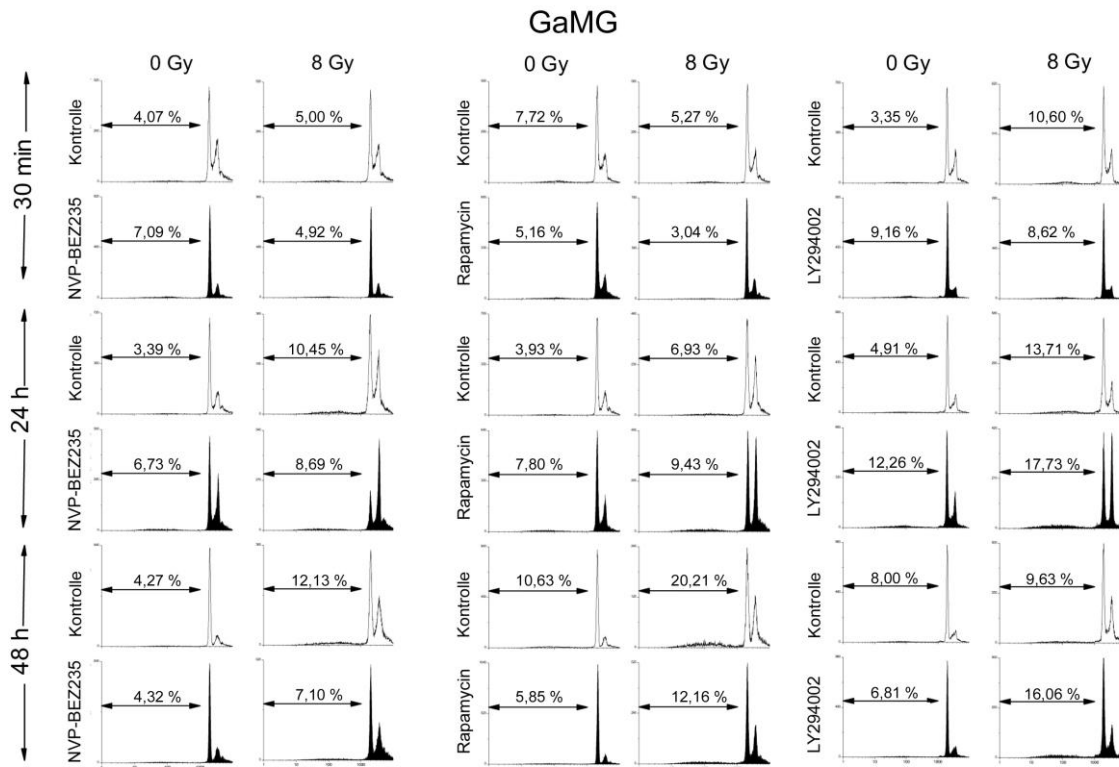 GaMG
0 Gy 8 Gy 0 Gy 8 Gy 0 Gy 8 Gy
30 min
Kontrolle 4,07 % 5,00 % Kontrolle 7,72 % 5,27 % Kontrolle 3,35 % 10,60 %
NVP-BEZ235 7,09 % 4,92 % Rapamycin 5,16 % 3,04 % LY294002 9,16 % 8,62 %
24 h
Kontrolle 3,39 % 10,45 % Kontrolle 3,93 % 6,93 % Kontrolle 4,91 % 13,71 %
NVP-BEZ235 6,73 % 8,69 % Rapamycin 7,80 % 9,43 % LY294002 12,26 % 17,73 %
48 h
Kontrolle 4,27 % 12,13 % Kontrolle 10,63 % 20,21 % Kontrolle 8,00 % 9,63 %
NVP-BEZ235 4,32 % 7,10 % Rapamycin 5,85 % 12,16 % LY294002 6,81 % 16,06 %